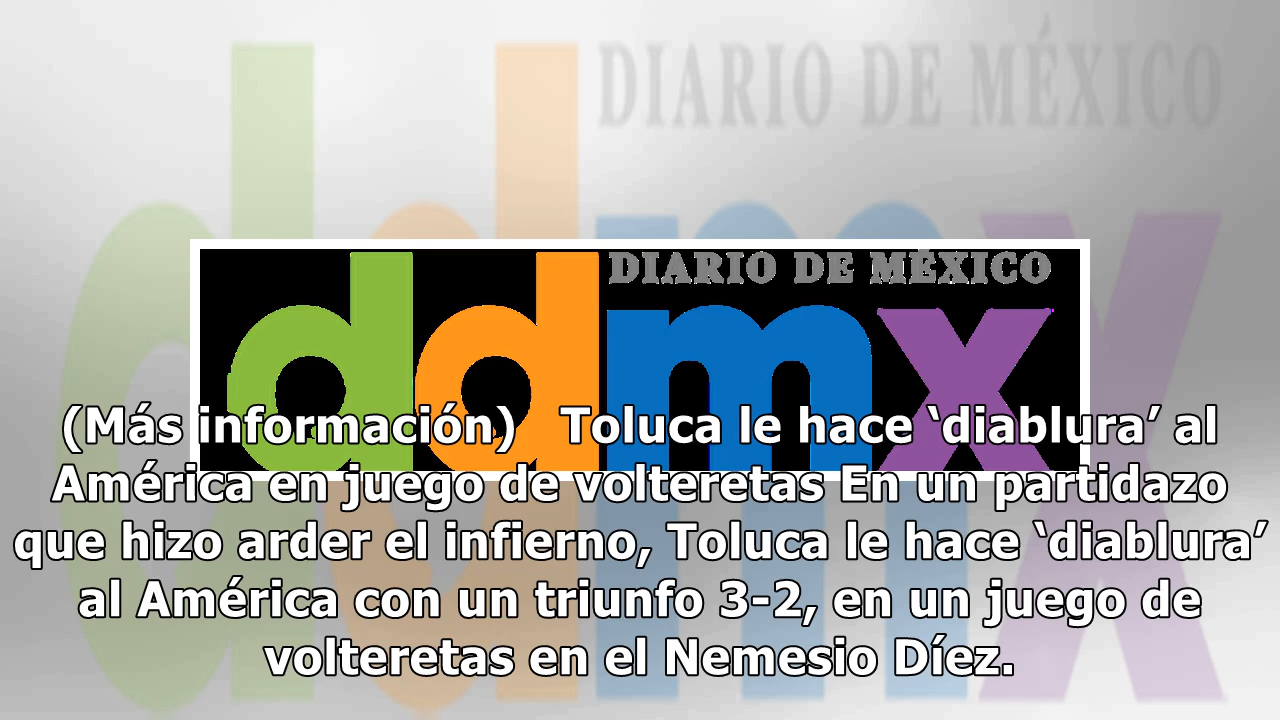 DIARIO DE MÉXICO
DIARIO DE MÉXICO
ddmx
(Más información)   Toluca le hace ‘diablura’ al
América en juego de volteretas En un partidazo
que hizo arder el infierno, Toluca le hace ‘diablura’
al América con un triunfo 3-2, en un juego de
volteretas en el Nemesio Díez.